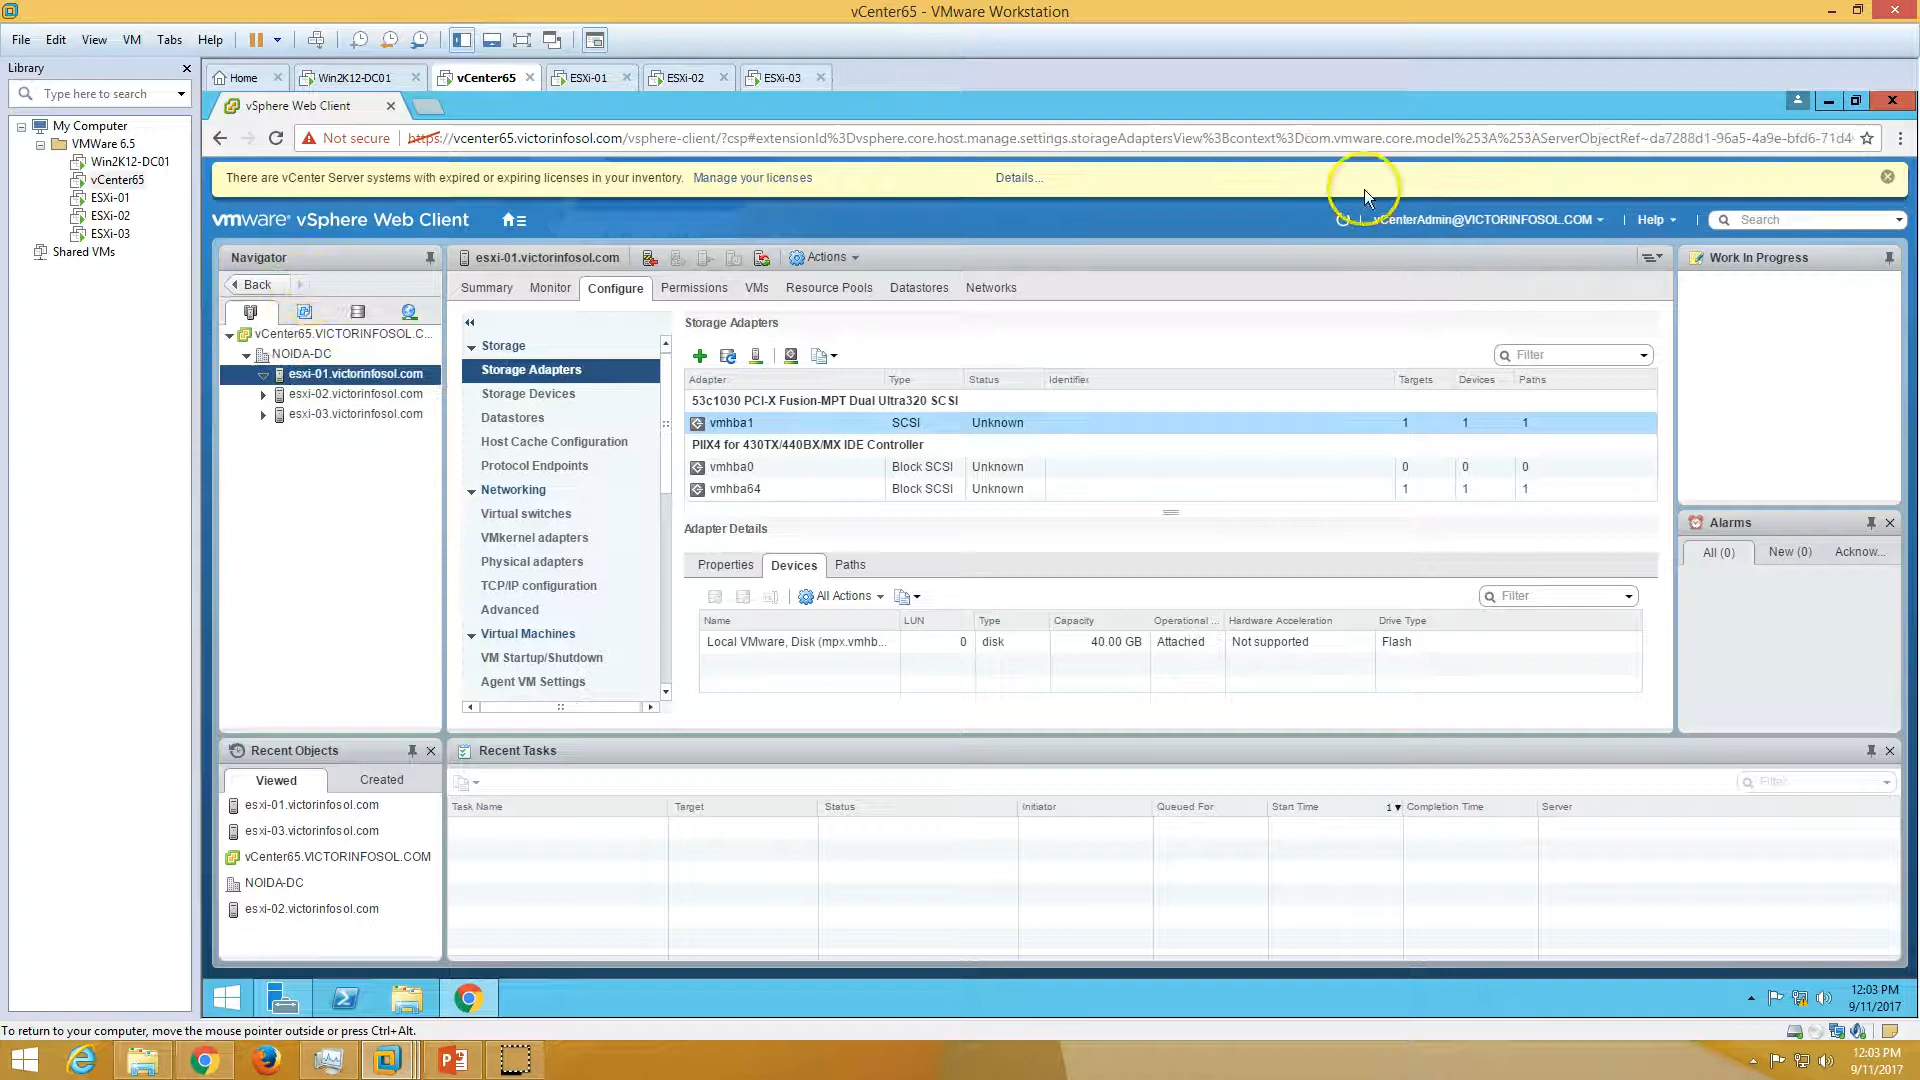 vCenter65 - VMware Workstation
File Edit View VM Tabs Help
Library
Type here to search
My Computer
VMWare 6.5
Win2K12-DC01
vCenter65
ESXi-01
ESXi-02
ESXi-03
Shared VMs
Home Win2K12-DC01 vCenter65 ESXi-01 ESXi-02 ESXi-03
vSphere Web Client
Not secure https://vcenter65.victorinfosol.com/vsphere-client/?csp#extensionId%3Dvsphere.core.host.manage.settings.storageAdaptersView%3Bcontext%3Dcom.vmware.core.model%253A%253AServerObjectRef~da7288d1-96a5-4a9e-bfd6-71d4
There are vCenter Server systems with expired or expiring licenses in your inventory. Manage your licenses Details...
vmware vSphere Web Client vCenterAdmin@VICTORINFOSOL.COM Help Search
Navigator
Back
vCenter65.VICTORINFOSOL.C...
NOIDA-DC
esxi-01.victorinfosol.com
esxi-02.victorinfosol.com
esxi-03.victorinfosol.com
esxi-01.victorinfosol.com Actions
Summary Monitor Configure Permissions VMs Resource Pools Datastores Networks
Storage
Storage Adapters
Storage Devices
Datastores
Host Cache Configuration
Protocol Endpoints
Networking
Virtual switches
VMkernel adapters
Physical adapters
TCP/IP configuration
Advanced
Virtual Machines
VM Startup/Shutdown
Agent VM Settings
Storage Adapters
Filter
Adapter Type Status Identifier Targets Devices Paths
53c1030 PCI-X Fusion-MPT Dual Ultra320 SCSI
vmhba1 SCSI Unknown 1 1 1
PIIX4 for 430TX/440BX/MX IDE Controller
vmhba0 Block SCSI Unknown 0 0 0
vmhba64 Block SCSI Unknown 1 1 1
Adapter Details
Properties Devices Paths
All Actions Filter
Name LUN Type Capacity Operational ... Hardware Acceleration Drive Type
Local VMware, Disk (mpx.vmhb... 0 disk 40.00 GB Attached Not supported Flash
Work In Progress
Alarms
All (0) New (0) Acknow...
Recent Objects
Viewed Created
esxi-01.victorinfosol.com
esxi-03.victorinfosol.com
vCenter65.VICTORINFOSOL.COM
NOIDA-DC
esxi-02.victorinfosol.com
Recent Tasks
Filter
Task Name Target Status Initiator Queued For Start Time 1 Completion Time Server
12:03 PM
9/11/2017
To return to your computer, move the mouse pointer outside or press Ctrl+Alt.
12:03 PM
9/11/2017